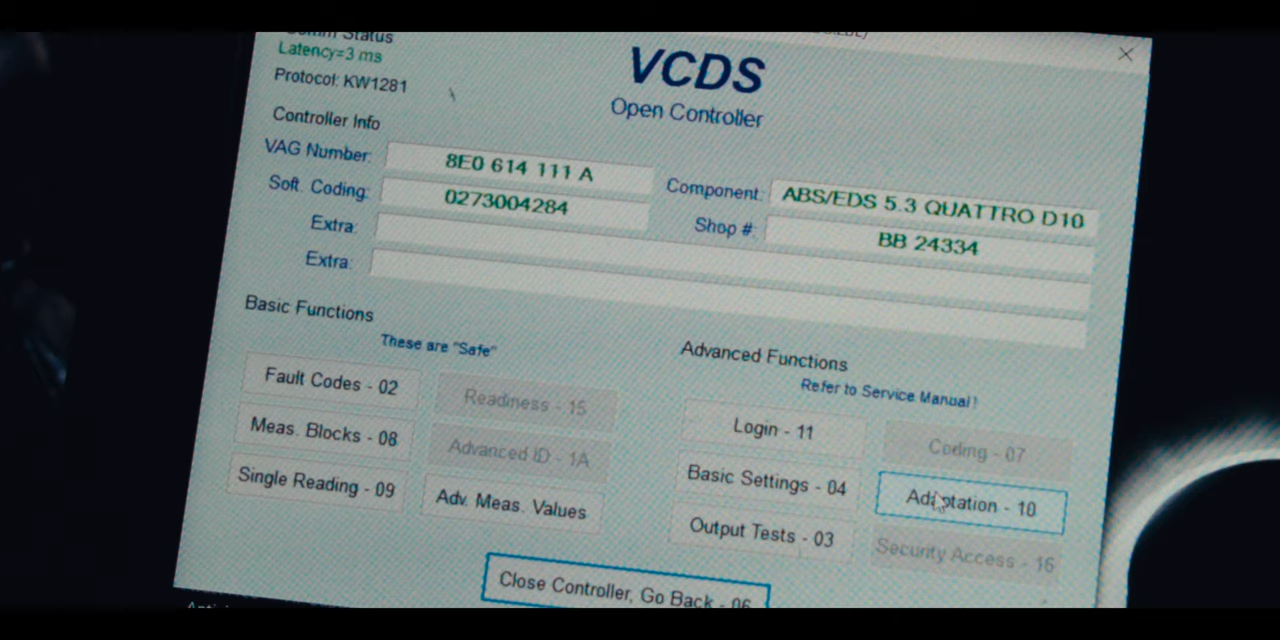 Status
Latency=3 ms
Protocol: KW1281
VCDS
Open Controller
Controller Info
VAG Number: 8E0 614 111 A
Component: ABS/EDS 5.3 QUATTRO D10
Soft. Coding: 0273004284
Shop #: BB 24334
Extra:
Extra:
Basic Functions
These are "Safe"
Fault Codes - 02
Readiness - 15
Meas. Blocks - 08
Advanced ID - 1A
Single Reading - 09
Adv. Meas. Values
Advanced Functions
Refer to Service Manual!
Login - 11
Coding - 07
Basic Settings - 04
Adaptation - 10
Output Tests - 03
Security Access - 16
Close Controller, Go Back - 06